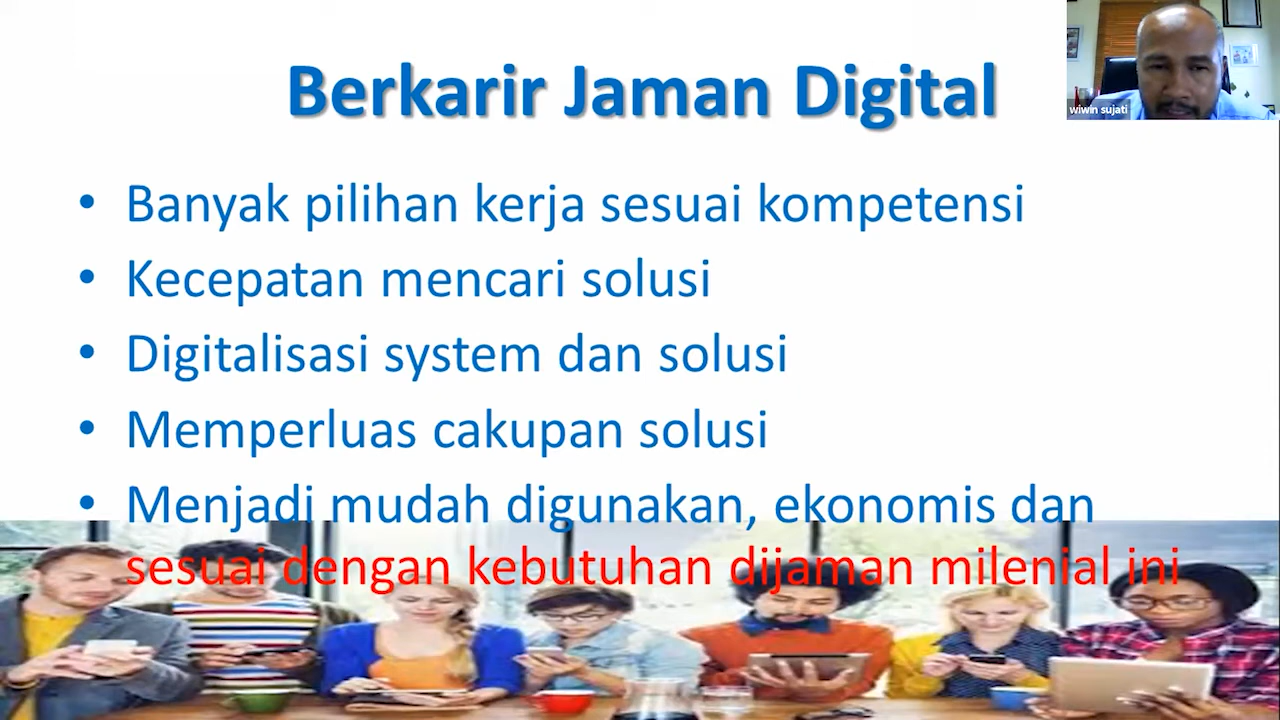 Berkarir Jaman Digital
wiwin sujati
• Banyak pilihan kerja sesuai kompetensi
• Kecepatan mencari solusi
• Digitalisasi system dan solusi
• Memperluas cakupan solusi
• Menjadi mudah digunakan, ekonomis dan
sesuai dengan kebutuhan dijaman milenial ini